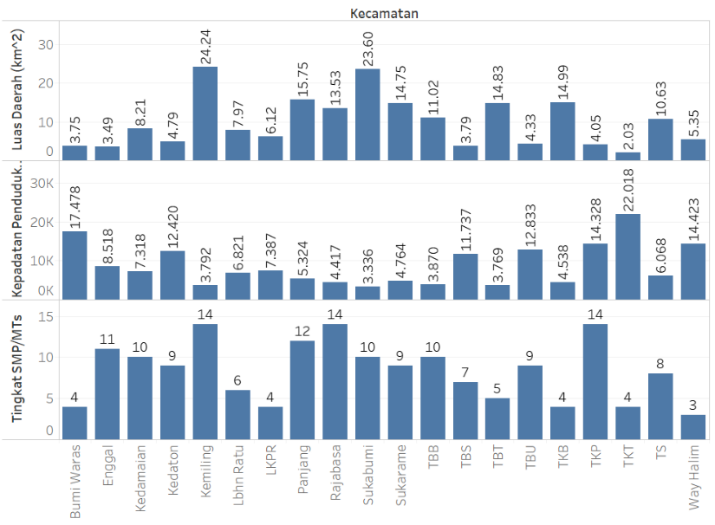 Kecamatan
Luas Daerah (km^2)
30
20
10
0
3.75
3.49
8.21
4.79
24.24
7.97
6.12
15.75
13.53
23.60
14.75
11.02
3.79
14.83
4.33
14.99
4.05
2.03
10.63
5.35
Kepadatan Penduduk..
30K
20K
10K
0K
17.478
8.518
7.318
12.420
3.792
6.821
7.387
5.324
4.417
3.336
4.764
3.870
11.737
3.769
12.833
4.538
14.328
22.018
6.068
14.423
Tingkat SMP/MTs
15
10
5
0
4
11
10
9
14
6
4
12
14
10
9
10
7
5
9
4
14
4
8
3
Bumi Waras
Enggal
Kedamaian
Kedaton
Kemiling
Lbhn Ratu
LKPR
Panjang
Rajabasa
Sukabumi
Sukarame
TBB
TBS
TBT
TBU
TKB
TKP
TKT
TS
Way Halim